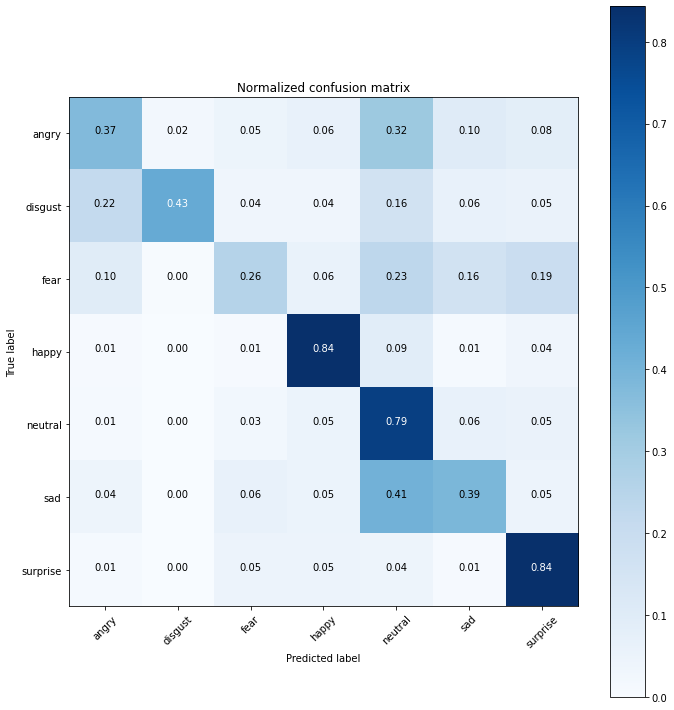 Normalized confusion matrix
True label
angry 0.37 0.02 0.05 0.06 0.32 0.10 0.08
disgust 0.22 0.43 0.04 0.04 0.16 0.06 0.05
fear 0.10 0.00 0.26 0.06 0.23 0.16 0.19
happy 0.01 0.00 0.01 0.84 0.09 0.01 0.04
neutral 0.01 0.00 0.03 0.05 0.79 0.06 0.05
sad 0.04 0.00 0.06 0.05 0.41 0.39 0.05
surprise 0.01 0.00 0.05 0.05 0.04 0.01 0.84
angry disgust fear happy neutral sad surprise
Predicted label
0.8
0.7
0.6
0.5
0.4
0.3
0.2
0.1
0.0